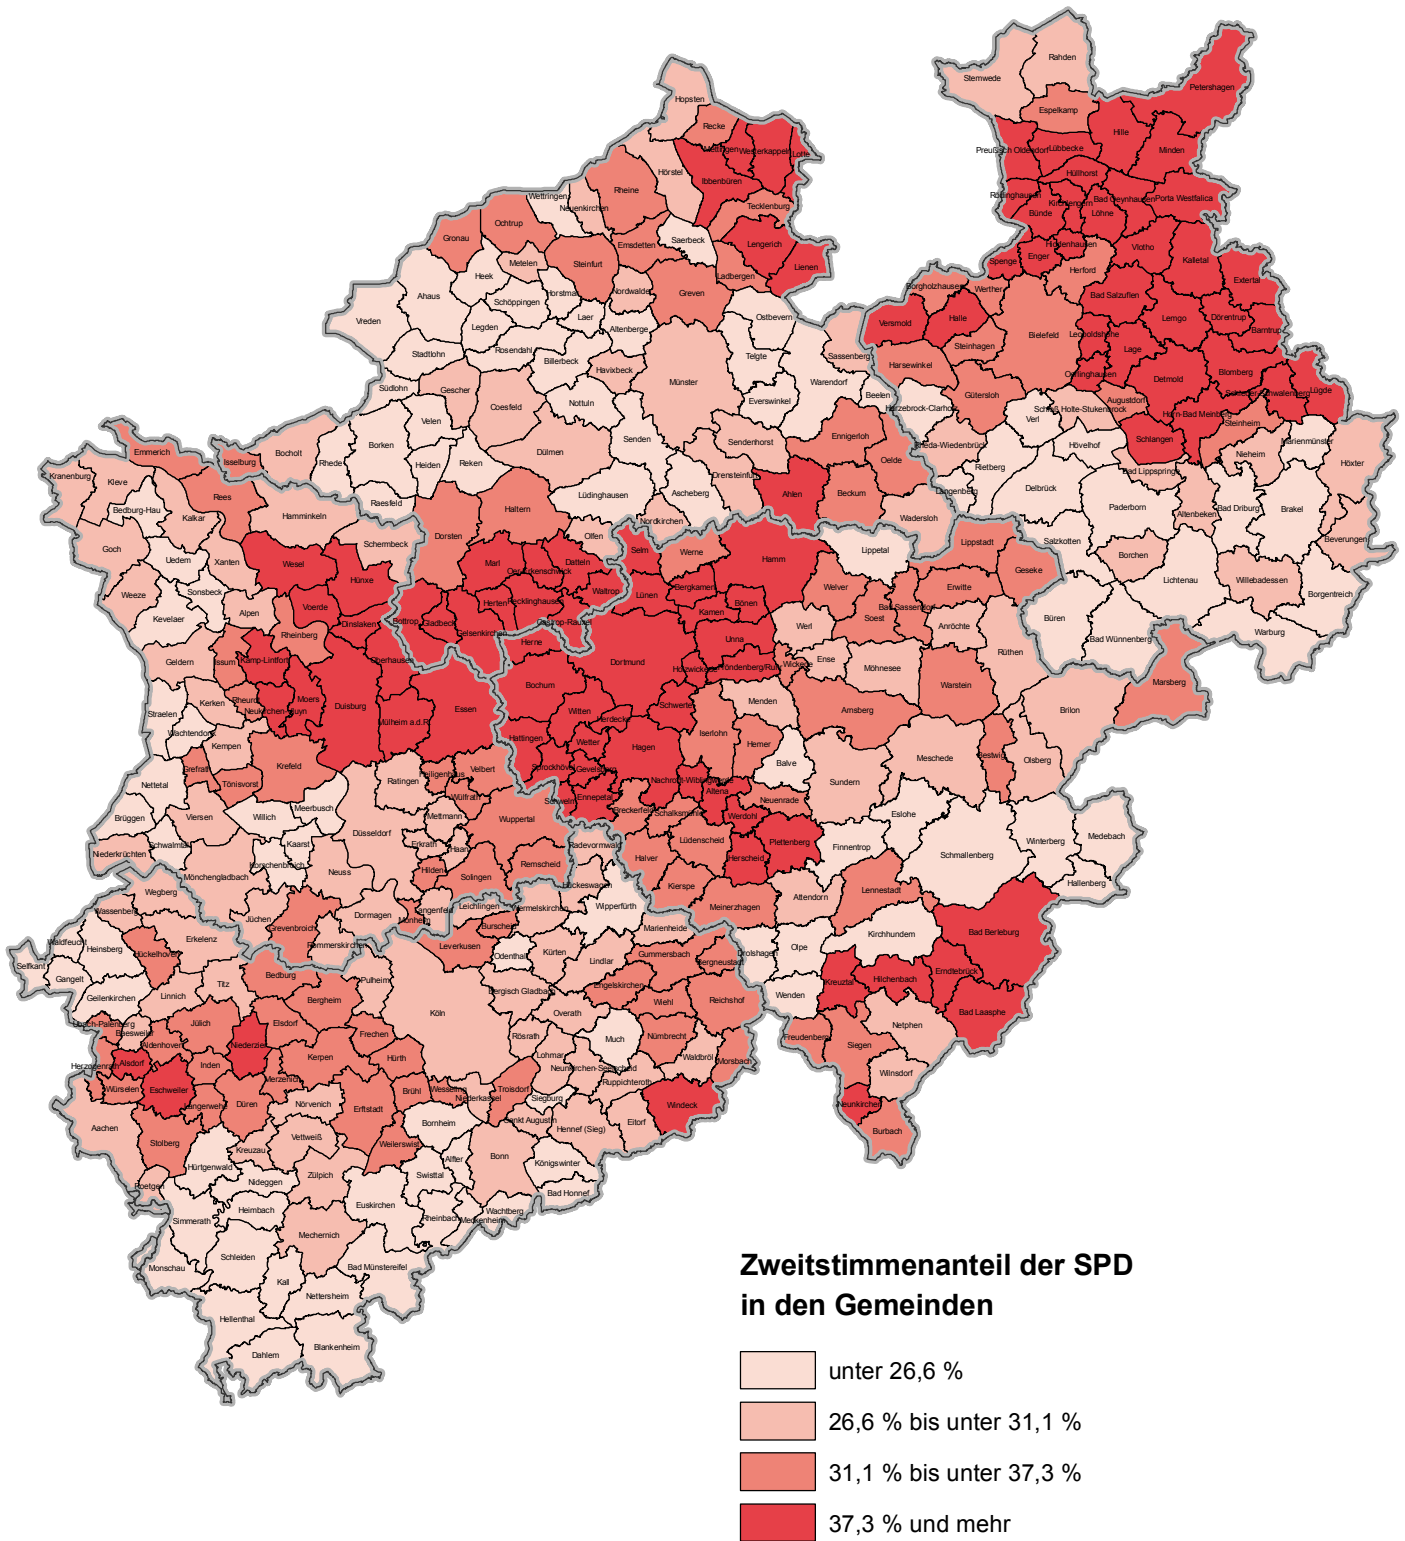 Rahden
Stemwede
Petershagen
Espelkamp
Hopsten
Recke
Hille
Mettingen
Westerkappeln
Lotte
Preußisch Oldendorf
Lübbecke
Minden
Hörstel
Ibbenbüren
Hüllhorst
Rheine
Wettringen
Neuenkirchen
Rödinghausen
Kirchlengern
Bad Oeynhausen
Porta Westfalica
Tecklenburg
Bünde
Löhne
Ochtrup
Gronau
Emsdetten
Saerbeck
Lengerich
Hiddenhausen
Vlotho
Metelen
Steinfurt
Lienen
Spenge
Enger
Herford
Kalletal
Heek
Ladbergen
Extertal
Ahaus
Schöppingen
Horstmar
Nordwalde
Greven
Borgholzhausen
Werther
Bad Salzuflen
Vreden
Legden
Laer
Altenberge
Ostbevern
Versmold
Halle
Lemgo
Dörentrup
Barntrup
Bielefeld
Leopoldshöhe
Stadtlohn
Rosendahl
Billerbeck
Havixbeck
Telgte
Sassenberg
Steinhagen
Lage
Harsewinkel
Oerlinghausen
Detmold
Blomberg
Südlohn
Gescher
Münster
Warendorf
Beelen
Gütersloh
Augustdorf
Schieder-Schwalenberg
Lügde
Coesfeld
Nottuln
Everswinkel
Herzebrock-Clarholz
Schloß Holte-Stukenbrock
Horn-Bad Meinberg
Velen
Verl
Steinheim
Borken
Senden
Sendenhorst
Ennigerloh
Rheda-Wiedenbrück
Hövelhof
Schlangen
Marienmünster
Emmerich
Isselburg
Bocholt
Rhede
Heiden
Reken
Dülmen
Oelde
Rietberg
Nieheim
Höxter
Kranenburg
Kleve
Rees
Raesfeld
Drensteinfurt
Bad Lippspringe
Bedburg-Hau
Lüdinghausen
Ascheberg
Ahlen
Beckum
Langenberg
Delbrück
Kalkar
Hamminkeln
Haltern
Wadersloh
Paderborn
Altenbeken
Bad Driburg
Brakel
Goch
Schermbeck
Dorsten
Olfen
Nordkirchen
Lippstadt
Salzkotten
Beverungen
Uedem
Xanten
Wesel
Marl
Oer-Erkenschwick
Datteln
Selm
Werne
Hamm
Lippetal
Geseke
Borchen
Weeze
Sonsbeck
Hünxe
Waltrop
Lünen
Bergkamen
Welver
Erwitte
Lichtenau
Willebadessen
Kevelaer
Alpen
Voerde
Herten
Recklinghausen
Kamen
Bönen
Soest
Bad Sassendorf
Borgentreich
Bottrop
Gladbeck
Castrop-Rauxel
Büren
Dinslaken
Gelsenkirchen
Werl
Anröchte
Bad Wünnenberg
Warburg
Rheinberg
Herne
Unna
Rüthen
Geldern
Issum
Kamp-Lintfort
Oberhausen
Dortmund
Holzwickede
Fröndenberg/Ruhr
Wickede
Ense
Möhnesee
Bochum
Marsberg
Straelen
Kerken
Rheurdt
Neukirchen-Vluyn
Moers
Duisburg
Essen
Warstein
Witten
Herdecke
Schwerte
Menden
Arnsberg
Brilon
Mülheim a.d.R.
Wachtendonk
Hattingen
Wetter
Iserlohn
Hemer
Kempen
Hagen
Bestwig
Grefrath
Krefeld
Sprockhövel
Gevelsberg
Balve
Meschede
Olsberg
Nettetal
Tönisvorst
Ratingen
Heiligenhaus
Velbert
Nachrodt-Wiblingwerde
Altena
Sundern
Wülfrath
Schwelm
Ennepetal
Neuenrade
Brüggen
Viersen
Willich
Meerbusch
Mettmann
Wuppertal
Breckerfeld
Schalksmühle
Werdohl
Eslohe
Schwalmtal
Kaarst
Düsseldorf
Erkrath
Haan
Radevormwald
Lüdenscheid
Plettenberg
Finnentrop
Winterberg
Medebach
Niederkrüchten
Korschenbroich
Neuss
Hilden
Solingen
Remscheid
Halver
Herscheid
Schmallenberg
Mönchengladbach
Hückeswagen
Kierspe
Hallenberg
Wegberg
Jüchen
Dormagen
Monheim
Langenfeld
Leichlingen
Wermelskirchen
Wipperfürth
Meinerzhagen
Attendorn
Lennestadt
Wassenberg
Grevenbroich
Rommerskirchen
Burscheid
Marienheide
Kirchhundem
Bad Berleburg
Waldfeucht
Heinsberg
Hückelhoven
Erkelenz
Leverkusen
Odenthal
Kürten
Lindlar
Gummersbach
Bergneustadt
Drolshagen
Olpe
Selfkant
Gangelt
Titz
Bedburg
Pulheim
Bergisch Gladbach
Engelskirchen
Wenden
Kreuztal
Hilchenbach
Erndtebrück
Geilenkirchen
Linnich
Bergheim
Köln
Overath
Wiehl
Reichshof
Bad Laasphe
Übach-Palenberg
Baesweiler
Jülich
Elsdorf
Frechen
Rösrath
Much
Nümbrecht
Freudenberg
Siegen
Netphen
Aldenhoven
Niederzier
Kerpen
Hürth
Lohmar
Waldbröl
Morsbach
Herzogenrath
Alsdorf
Inden
Merzenich
Neunkirchen-Seelscheid
Ruppichteroth
Wilnsdorf
Würselen
Eschweiler
Langerwehe
Düren
Nörvenich
Erftstadt
Brühl
Wesseling
Niederkassel
Troisdorf
Siegburg
Windeck
Neunkirchen
Aachen
Stolberg
Vettweiß
Bornheim
Sankt Augustin
Hennef (Sieg)
Eitorf
Burbach
Kreuzau
Weilerswist
Hürtgenwald
Alfter
Bonn
Königswinter
Roetgen
Nideggen
Zülpich
Swisttal
Bad Honnef
Simmerath
Heimbach
Euskirchen
Rheinbach
Meckenheim
Wachtberg
Mechernich
Monschau
Schleiden
Bad Münstereifel
Kall
Nettersheim
Hellenthal
Dahlem
Blankenheim
Zweitstimmenanteil der SPD
in den Gemeinden
unter 26,6 %
26,6 % bis unter 31,1 %
31,1 % bis unter 37,3 %
37,3 % und mehr